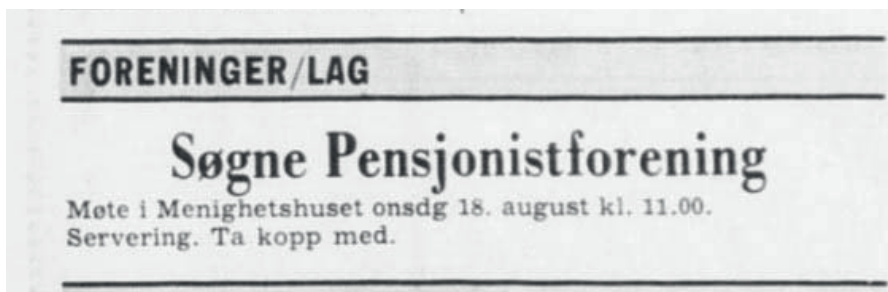 FORENINGER/LAG
Søgne Pensjonistforening
Møte i Menighetshuset onsdg 18. august kl. 11.00.
Servering. Ta kopp med.